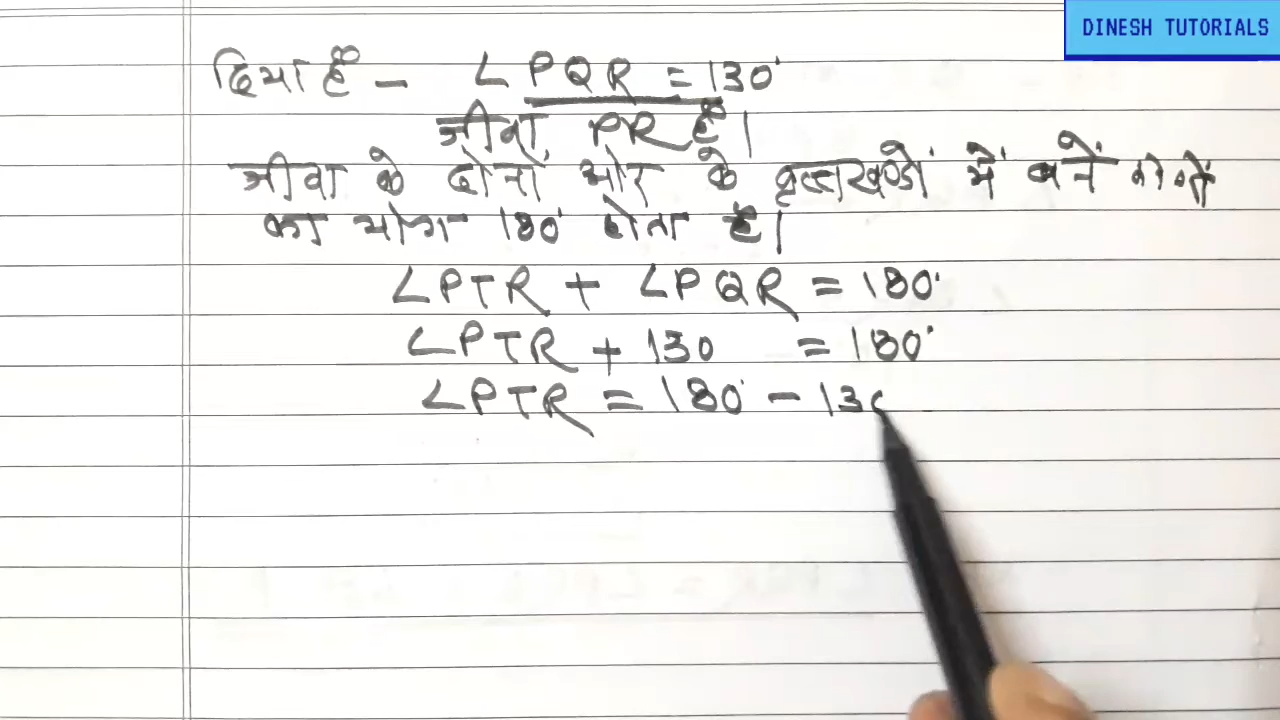 DINESH TUTORIALS
दिया है - ∠PQR = 130°
जीवा PR है।
जीवा के दोनों ओर के वृत्तखण्डों में बनें कोणों
का योग 180° होता है।
∠PTR + ∠PQR = 180°
∠PTR + 130 = 180°
∠PTR = 180° - 130